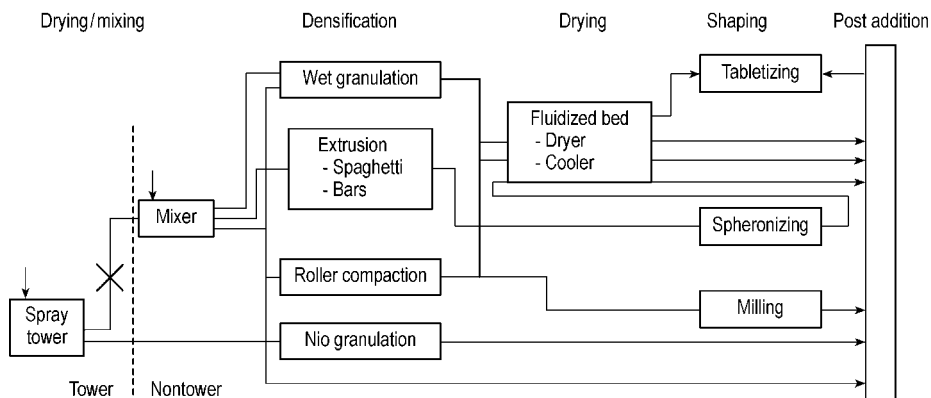 Drying/mixing
Densification
Drying
Shaping
Post addition
Wet granulation
Tabletizing
Fluidized bed
- Dryer
- Cooler
Extrusion
- Spaghetti
- Bars
Mixer
Spheronizing
Roller compaction
Milling
Spray
tower
Nio granulation
Tower
Nontower